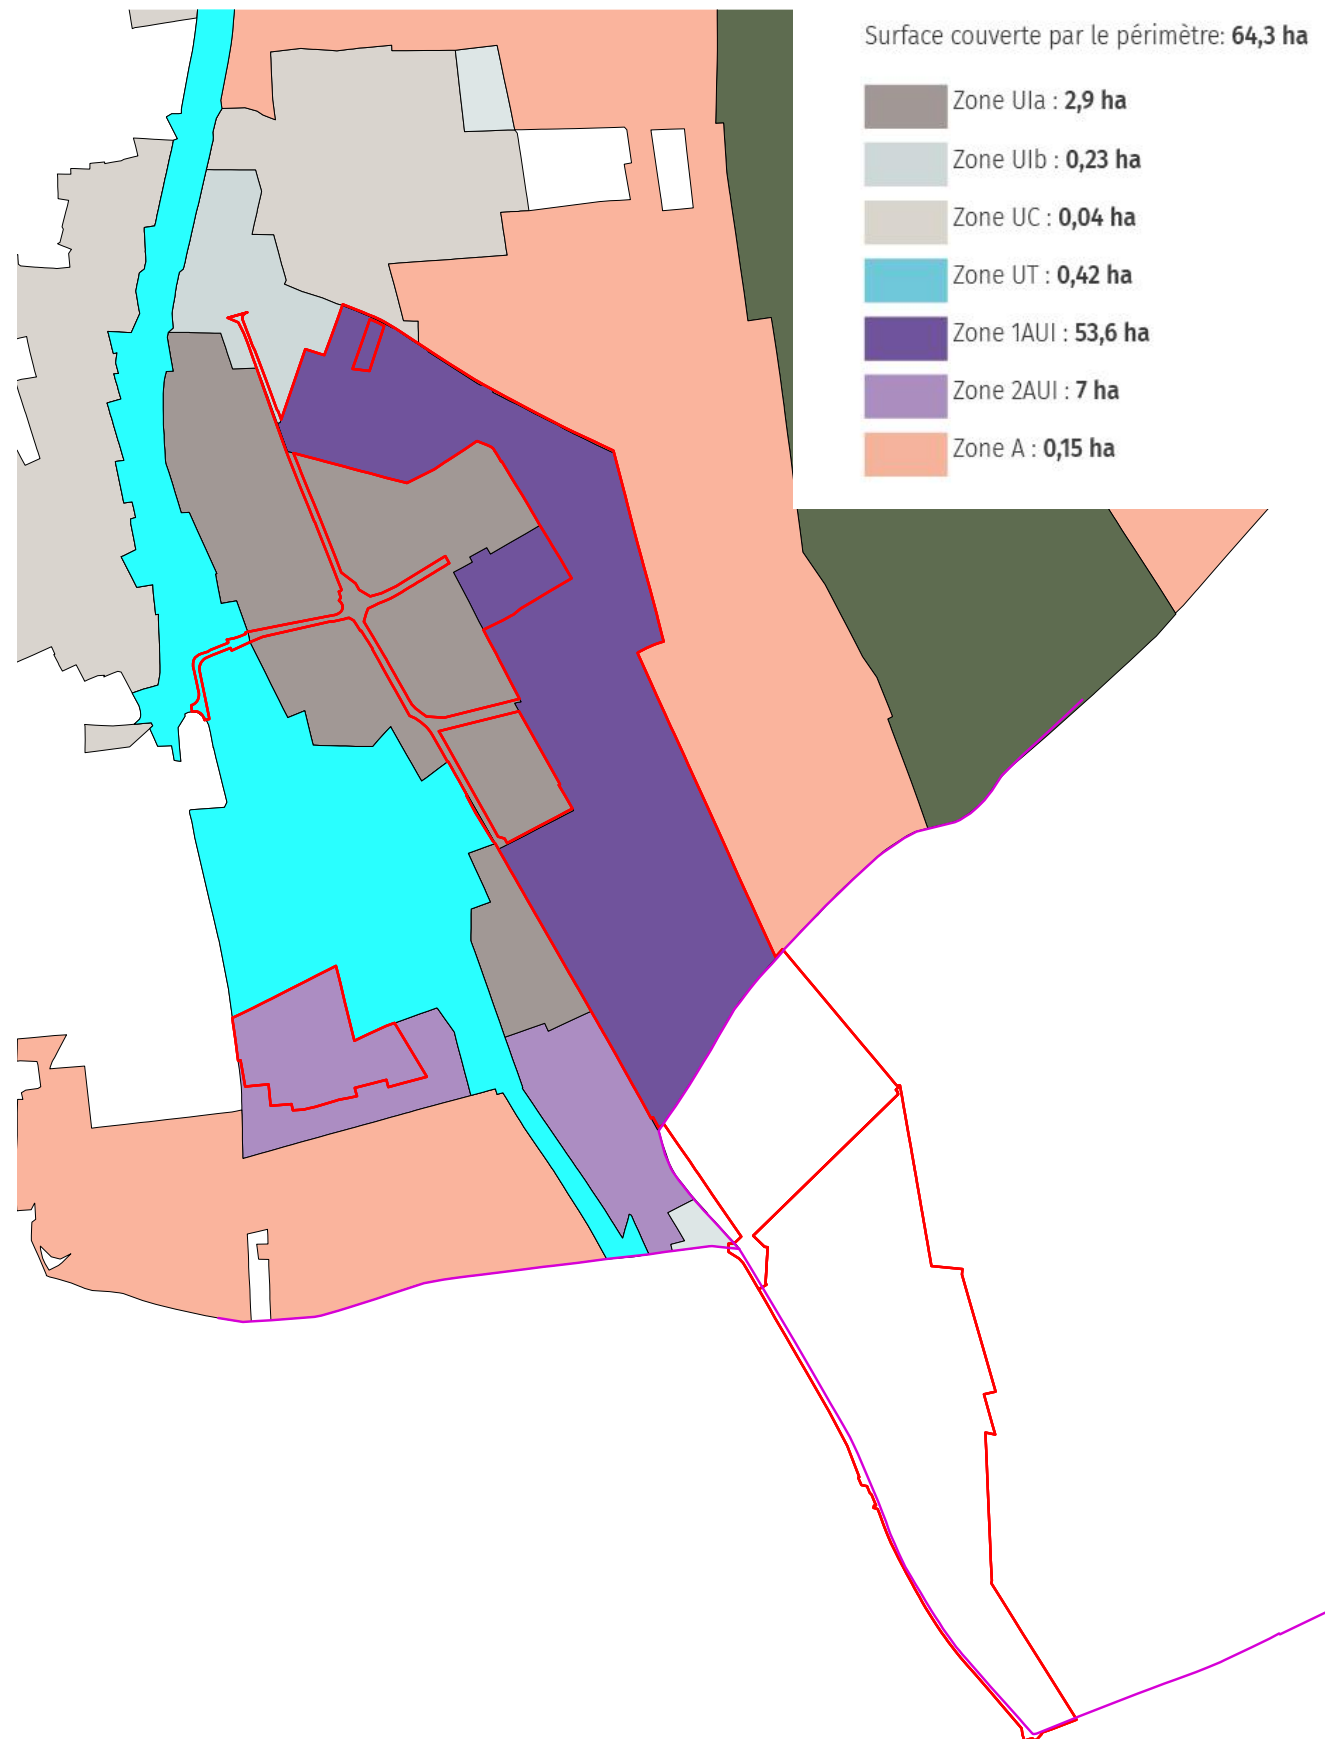 Surface couverte par le périmètre: 64,3 ha
Zone UIa : 2,9 ha
Zone UIb : 0,23 ha
Zone UC : 0,04 ha
Zone UT : 0,42 ha
Zone 1AUI : 53,6 ha
Zone 2AUI : 7 ha
Zone A : 0,15 ha